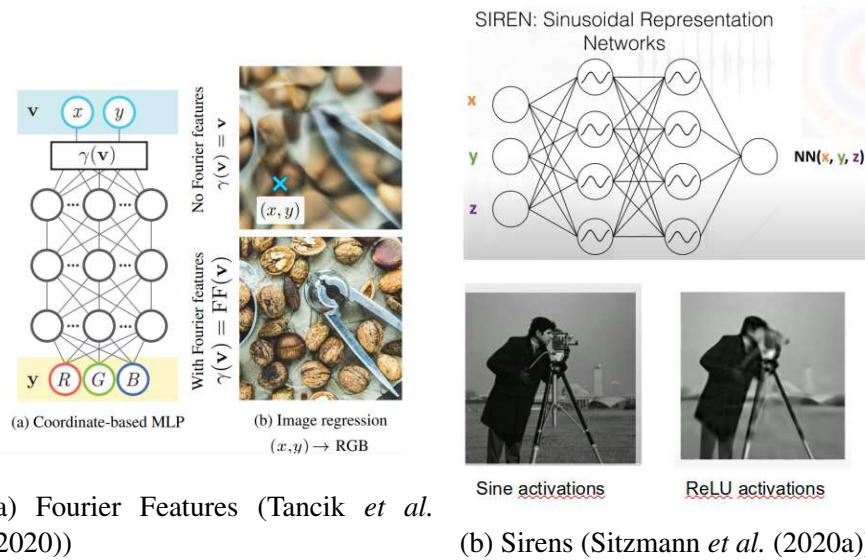 v x y
γ(v)
R G B
y
(a) Coordinate-based MLP
No Fourier features
γ(v) = v
(x, y)
With Fourier features
γ(v) = FF(v)
(b) Image regression
(x,y) → RGB
a) Fourier Features (Tancik et al.
2020))
SIREN: Sinusoidal Representation
Networks
x
y
z
NN(x, y, z)
Sine activations
ReLU activations
(b) Sirens (Sitzmann et al. (2020a)